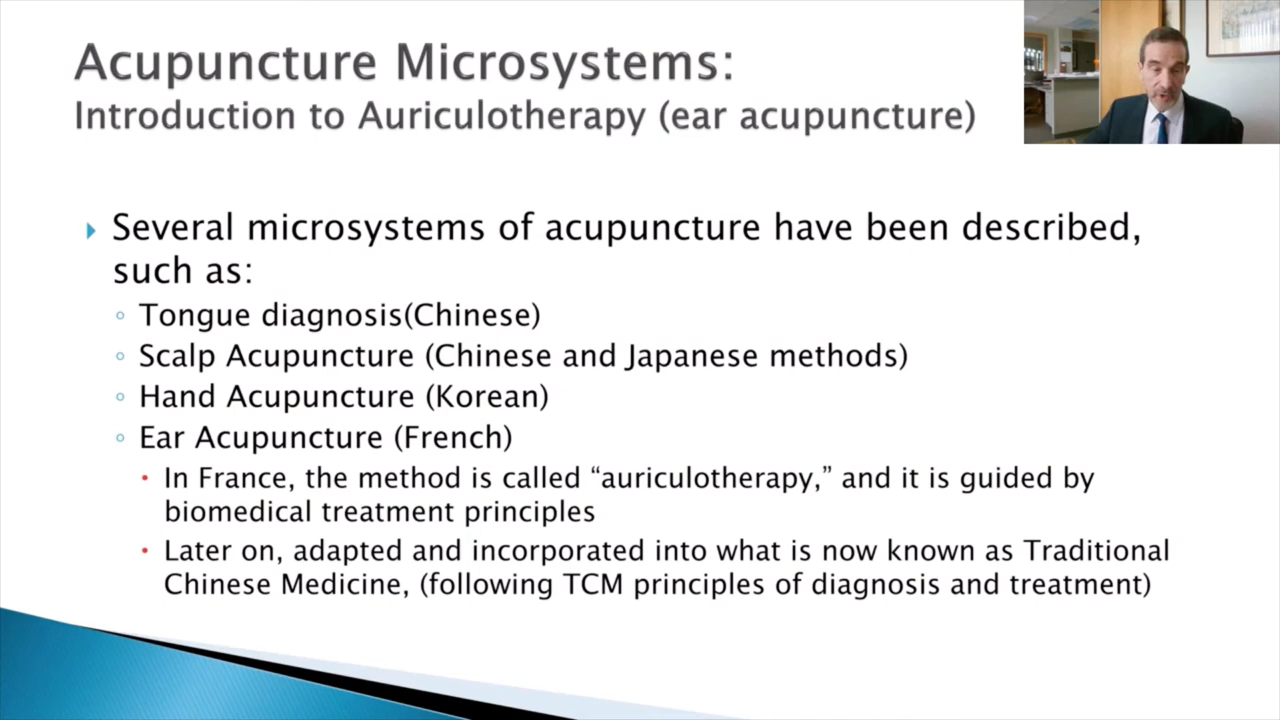 Acupuncture Microsystems:
Introduction to Auriculotherapy (ear acupuncture)
Several microsystems of acupuncture have been described,
such as:
Tongue diagnosis(Chinese)
Scalp Acupuncture (Chinese and Japanese methods)
Hand Acupuncture (Korean)
Ear Acupuncture (French)
In France, the method is called “auriculotherapy,” and it is guided by
biomedical treatment principles
Later on, adapted and incorporated into what is now known as Traditional
Chinese Medicine, (following TCM principles of diagnosis and treatment)